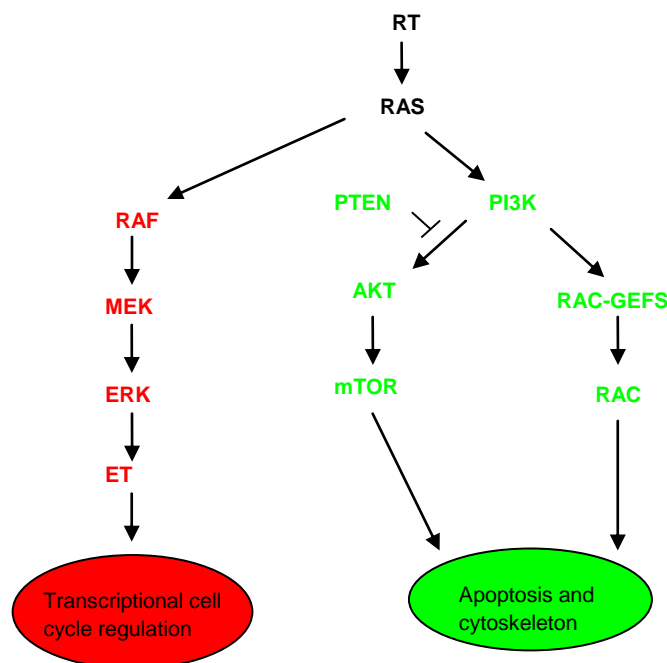 RT
RAS
PTEN
PI3K
RAF
AKT
RAC-GEFS
MEK
mTOR
RAC
ERK
ET
Transcriptional cell
cycle regulation
Apoptosis and
cytoskeleton